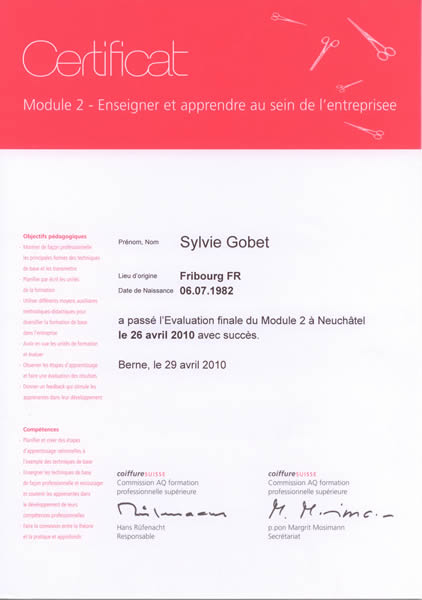 Certificat
Module 2 - Enseigner et apprendre au sein de l'entreprisee
Objectifs pédagogiques
- Montrer de façon professionnelle
les principales formes des techniques
de base et les transmettre
- Planifier par écrit les unités
de la formation
- Utiliser différents moyens auxiliaires
méthodiques-didactiques pour
diversifier la formation de base
dans l'entreprise
- Avoir en vue les unités de formation
et évaluer
- Observer les étapes d'apprentissage
et faire une évaluation des résultats
- Donner un feedback qui stimule les
apprenantes dans leur développement
Prénom, Nom Sylvie Gobet
Lieu d'origine Fribourg FR
Date de Naissance 06.07.1982
a passé l'Evaluation finale du Module 2 à Neuchâtel
le 26 avril 2010 avec succès.
Berne, le 29 avril 2010
Compétences
- Planifier et créer des étapes
d'apprentissage rationnelles à
l'exemple des techniques de base
- Enseigner les techniques de base
de façon professionnelle et encourager
et soutenir les apprenantes dans
le développement de leurs
compétences professionnelles
- Faire la connexion entre la théorie
et la pratique et approfondir
coiffureSUISSE
Commission AQ formation
professionnelle supérieure
Hans Rüfenacht
Responsable
coiffureSUISSE
Commission AQ formation
professionnelle supérieure
M. Mosimann
p.pon Margrit Mosimann
Secrétariat